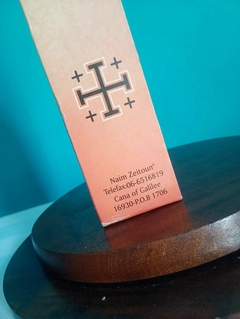 Naim Zeitoun"
Telefax:06-6516819
Cana of Galilee
16930-P.O.B 1706